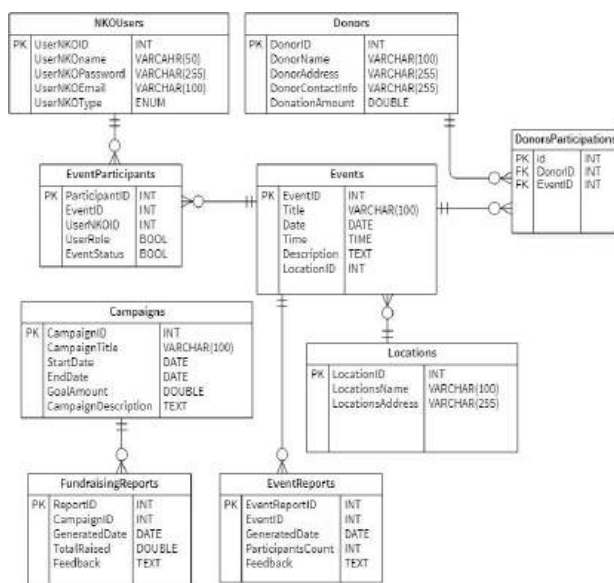 NKOUsers
PK UserNKOID INT
UserNKOname VARCAHR(50)
UserNKOPassword VARCHAR(255)
UserNKOEmail VARCHAR(100)
UserNKOType ENUM
Donors
PK DonorID INT
DonorName VARCHAR(100)
DonorAddress VARCHAR(255)
DonorContactInfo VARCHAR(255)
DonationAmount DOUBLE
DonorsParticipations
PK id INT
FK DonorID INT
FK EventID INT
EventParticipants
PK ParticipantID INT
EventID INT
UserNKOID INT
UserRole BOOL
EventStatus BOOL
Events
PK EventID INT
Title VARCHAR(100)
Date DATE
Time TIME
Description TEXT
LocationID INT
Campaigns
PK CampaignID INT
CampaignTitle VARCHAR(100)
StartDate DATE
EndDate DATE
GoalAmount DOUBLE
CampaignDescription TEXT
Locations
PK LocationID INT
LocationsName VARCHAR(100)
LocationsAddress VARCHAR(255)
FundraisingReports
PK ReportID INT
CampaignID INT
GeneratedDate DATE
TotalRaised DOUBLE
Feedback TEXT
EventReports
PK EventReportID INT
EventID INT
GeneratedDate DATE
ParticipantsCount INT
Feedback TEXT